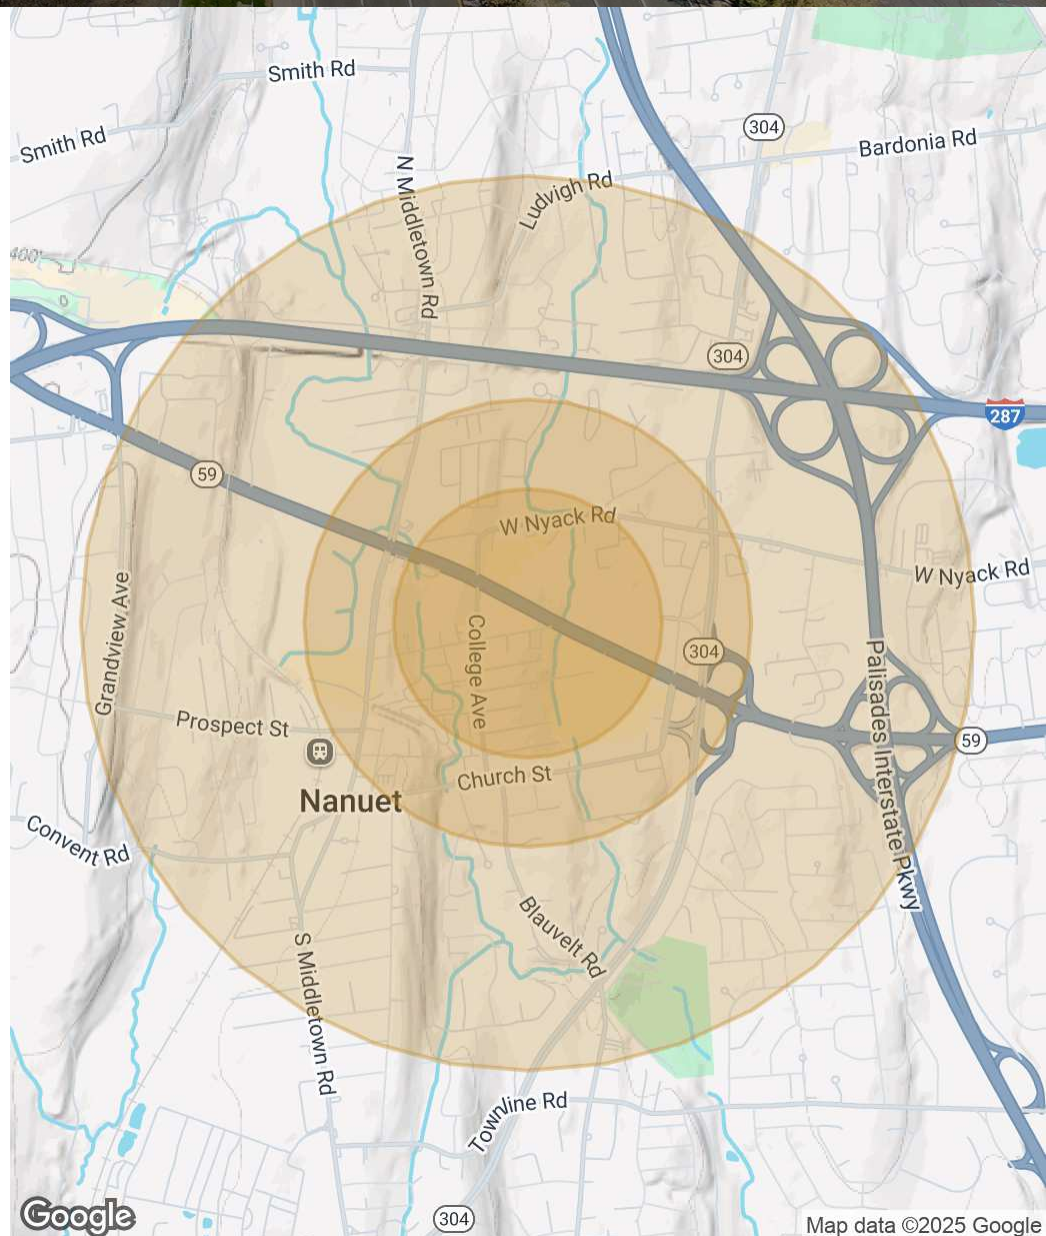 Smith Rd
304
Smith Rd
Bardonia Rd
N Middletown Rd
Ludvigh Rd
400'
304
287
59
W Nyack Rd
W Nyack Rd
Grandview Ave
College Ave
304
Palisades Interstate Pkwy
Prospect St
59
Church St
Nanuet
Convent Rd
Blauvelt Rd
S Middletown Rd
Townline Rd
Google
304
Map data ©2025 Google